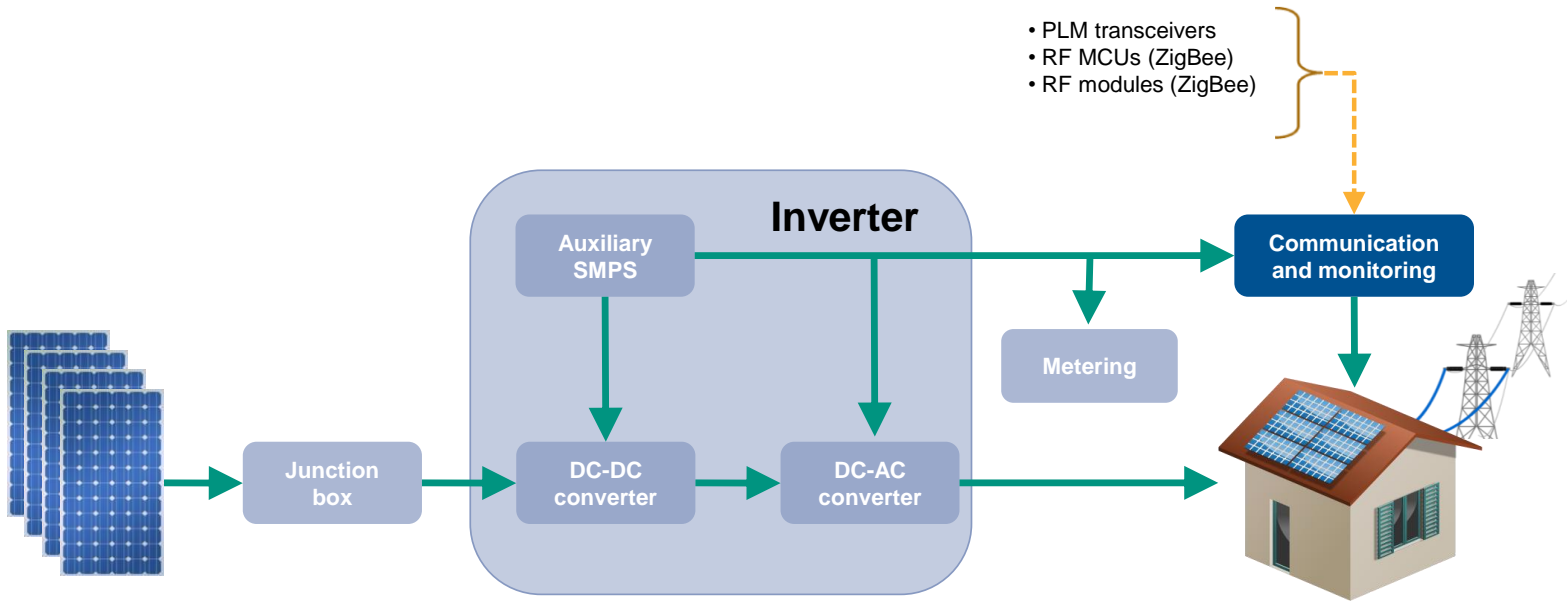 • PLM transceivers
• RF MCUs (ZigBee)
• RF modules (ZigBee)
Inverter
Auxiliary
SMPS
Communication
and monitoring
Metering
Junction
box
DC-DC
converter
DC-AC
converter